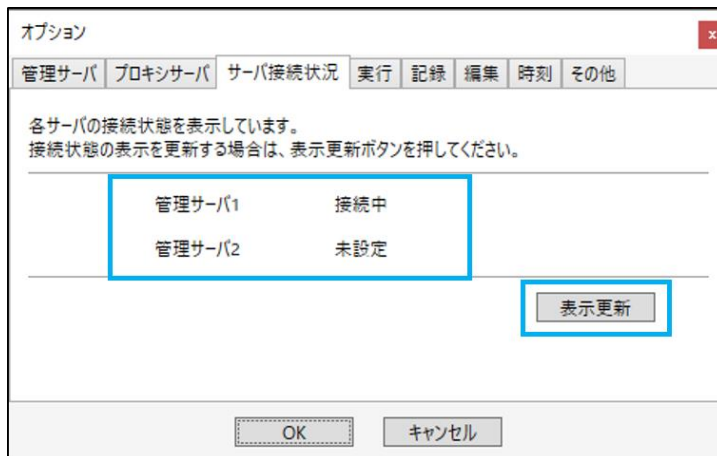 オプション
x
管理サーバ プロキシサーバ サーバ接続状況 実行 記録 編集 時刻 その他
各サーバの接続状態を表示しています。
接続状態の表示を更新する場合は、表示更新ボタンを押してください。
管理サーバ1 接続中
管理サーバ2 未設定
表示更新
OK キャンセル